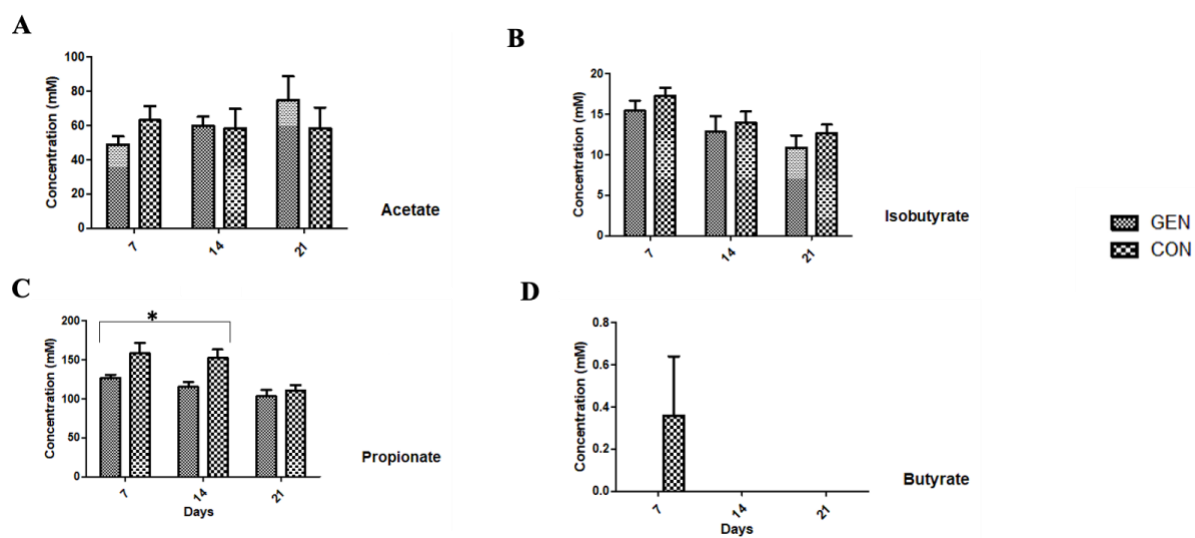 A
Concentration (mM)
100
80
60
40
20
0
7
14
21
Acetate
B
Concentration (mM)
20
15
10
5
0
7
14
21
Isobutyrate
GEN
CON
C
Concentration (mM)
200
150
100
50
0
*
7
14
21
Days
Propionate
D
Concentration (mM)
0.8
0.6
0.4
0.2
0.0
7
14
21
Days
Butyrate